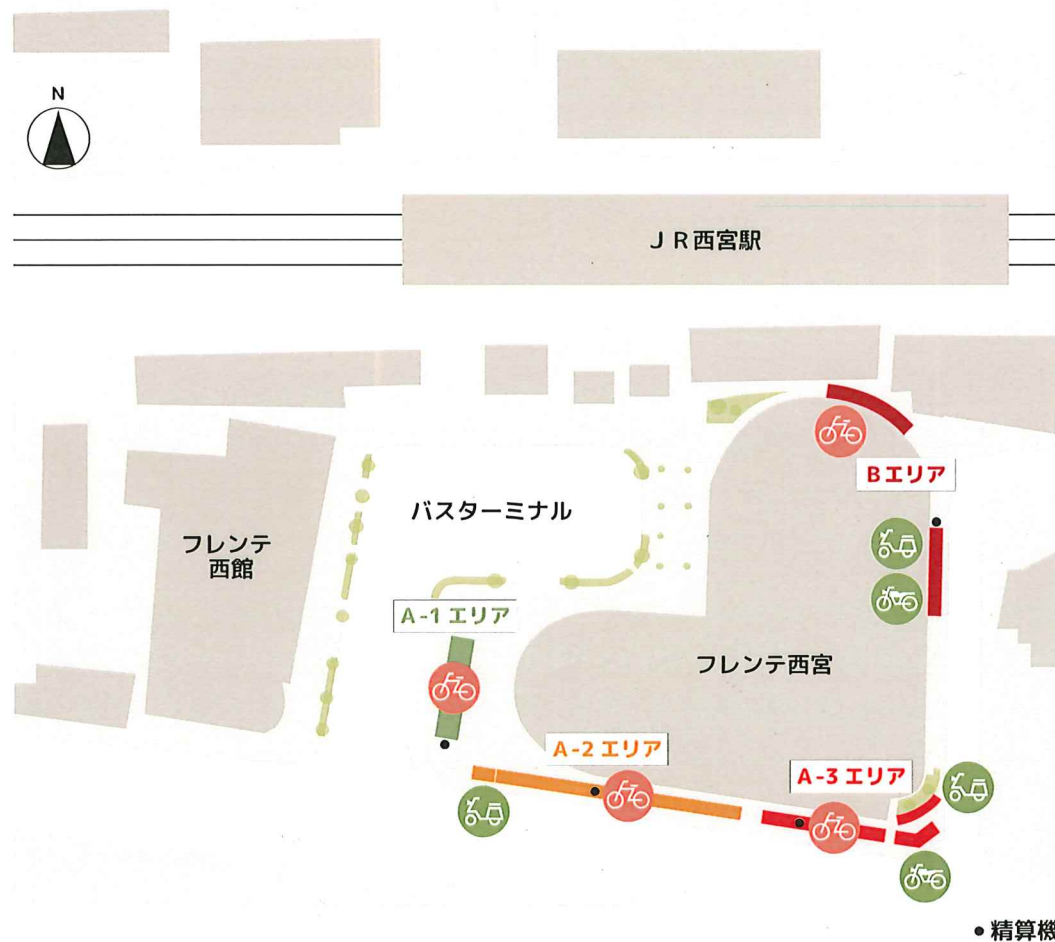 N
JR西宮駅
Bエリア
バスターミナル
フレンテ
西館
A-1 エリア
フレンテ西宮
A-2 エリア
A-3 エリア
• 精算機